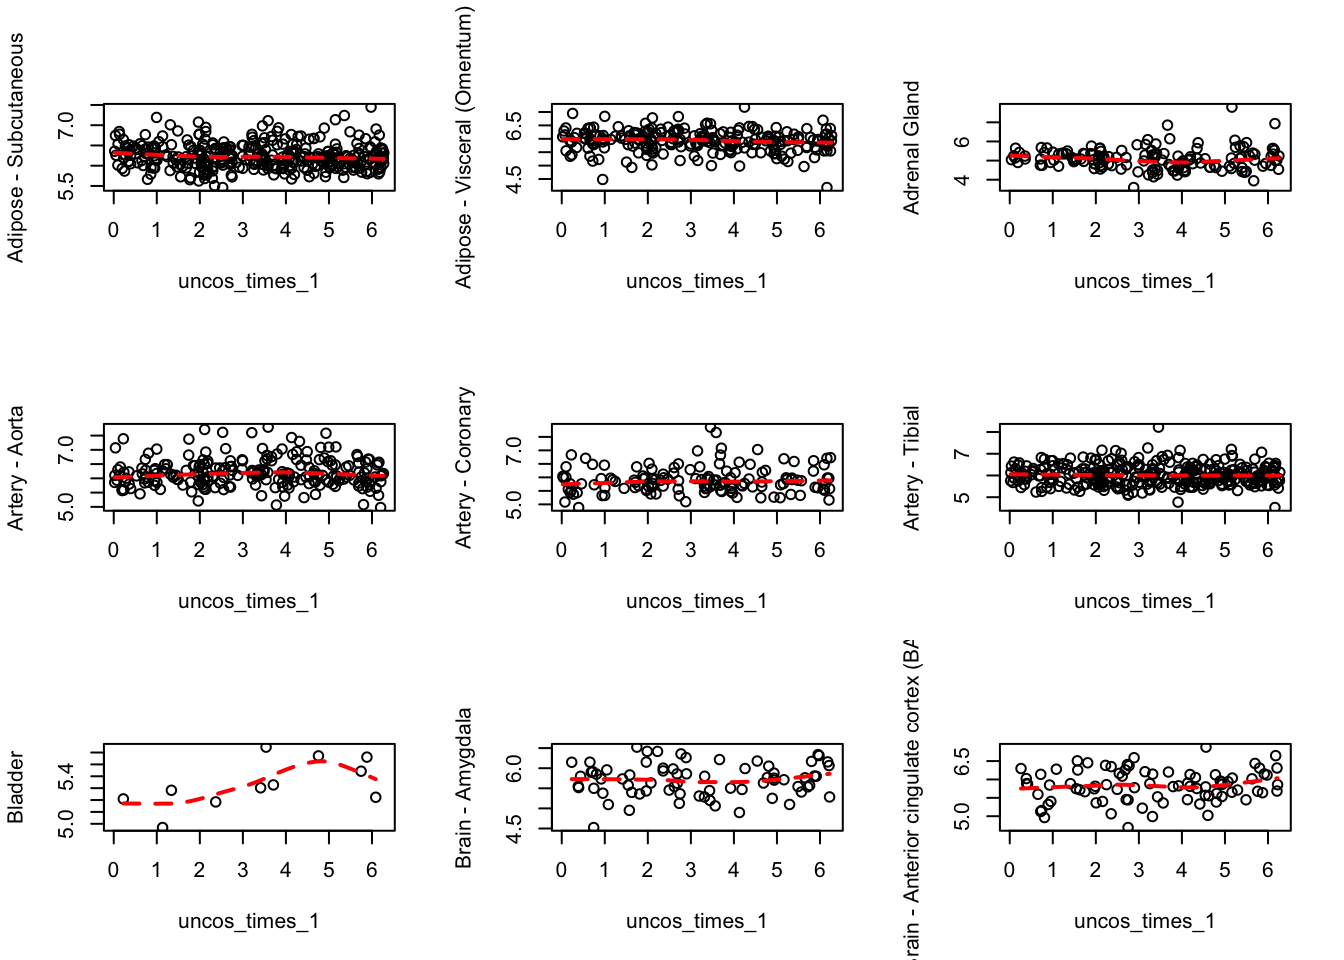 Adipose - Subcutaneous
7.0
5.5
0 1 2 3 4 5 6
uncos_times_1
Adipose - Visceral (Omentum)
6.5
4.5
0 1 2 3 4 5 6
uncos_times_1
Adrenal Gland
6
4
0 1 2 3 4 5 6
uncos_times_1
Artery - Aorta
7.0
5.0
0 1 2 3 4 5 6
uncos_times_1
Artery - Coronary
7.0
5.0
0 1 2 3 4 5 6
uncos_times_1
Artery - Tibial
7
5
0 1 2 3 4 5 6
uncos_times_1
Bladder
5.4
5.0
0 1 2 3 4 5 6
uncos_times_1
Brain - Amygdala
6.0
4.5
0 1 2 3 4 5 6
uncos_times_1
rain - Anterior cingulate cortex (BA
6.5
5.0
0 1 2 3 4 5 6
uncos_times_1